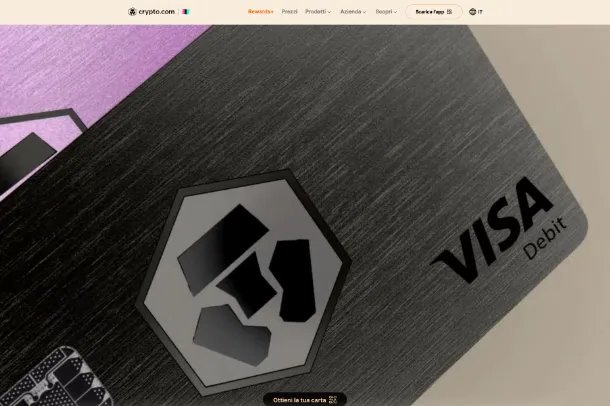 crypto.com
Rewards+ Prezzi Prodotti Azienda Scopri Scarica l'app IT
VISA
Debit
Ottieni la tua carta